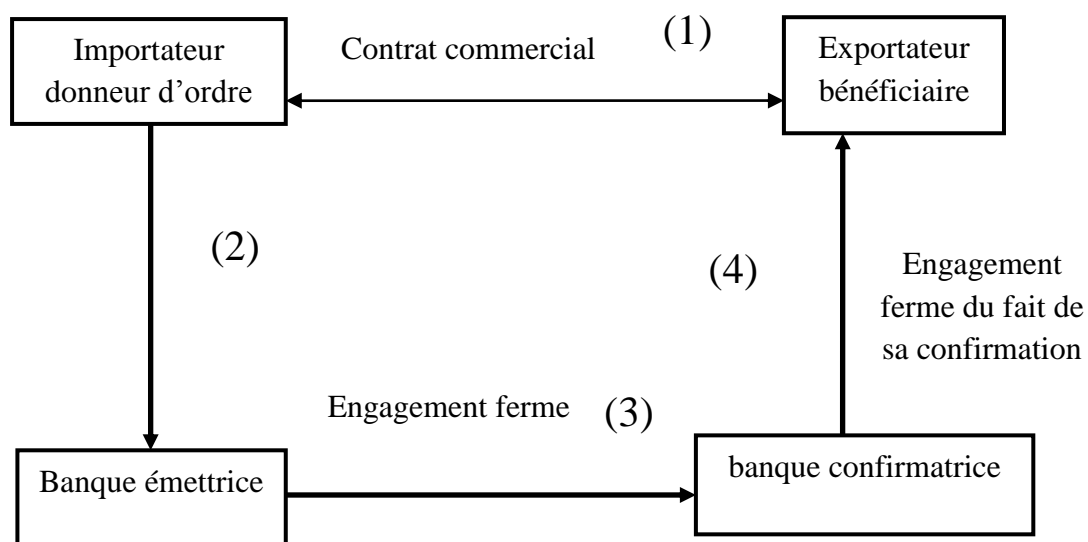 Importateur
donneur d'ordre
Contrat commercial
(1)
Exportateur
bénéficiaire
(2)
(4)
Engagement
ferme du fait de
sa confirmation
Engagement ferme
(3)
Banque émettrice
banque confirmatrice